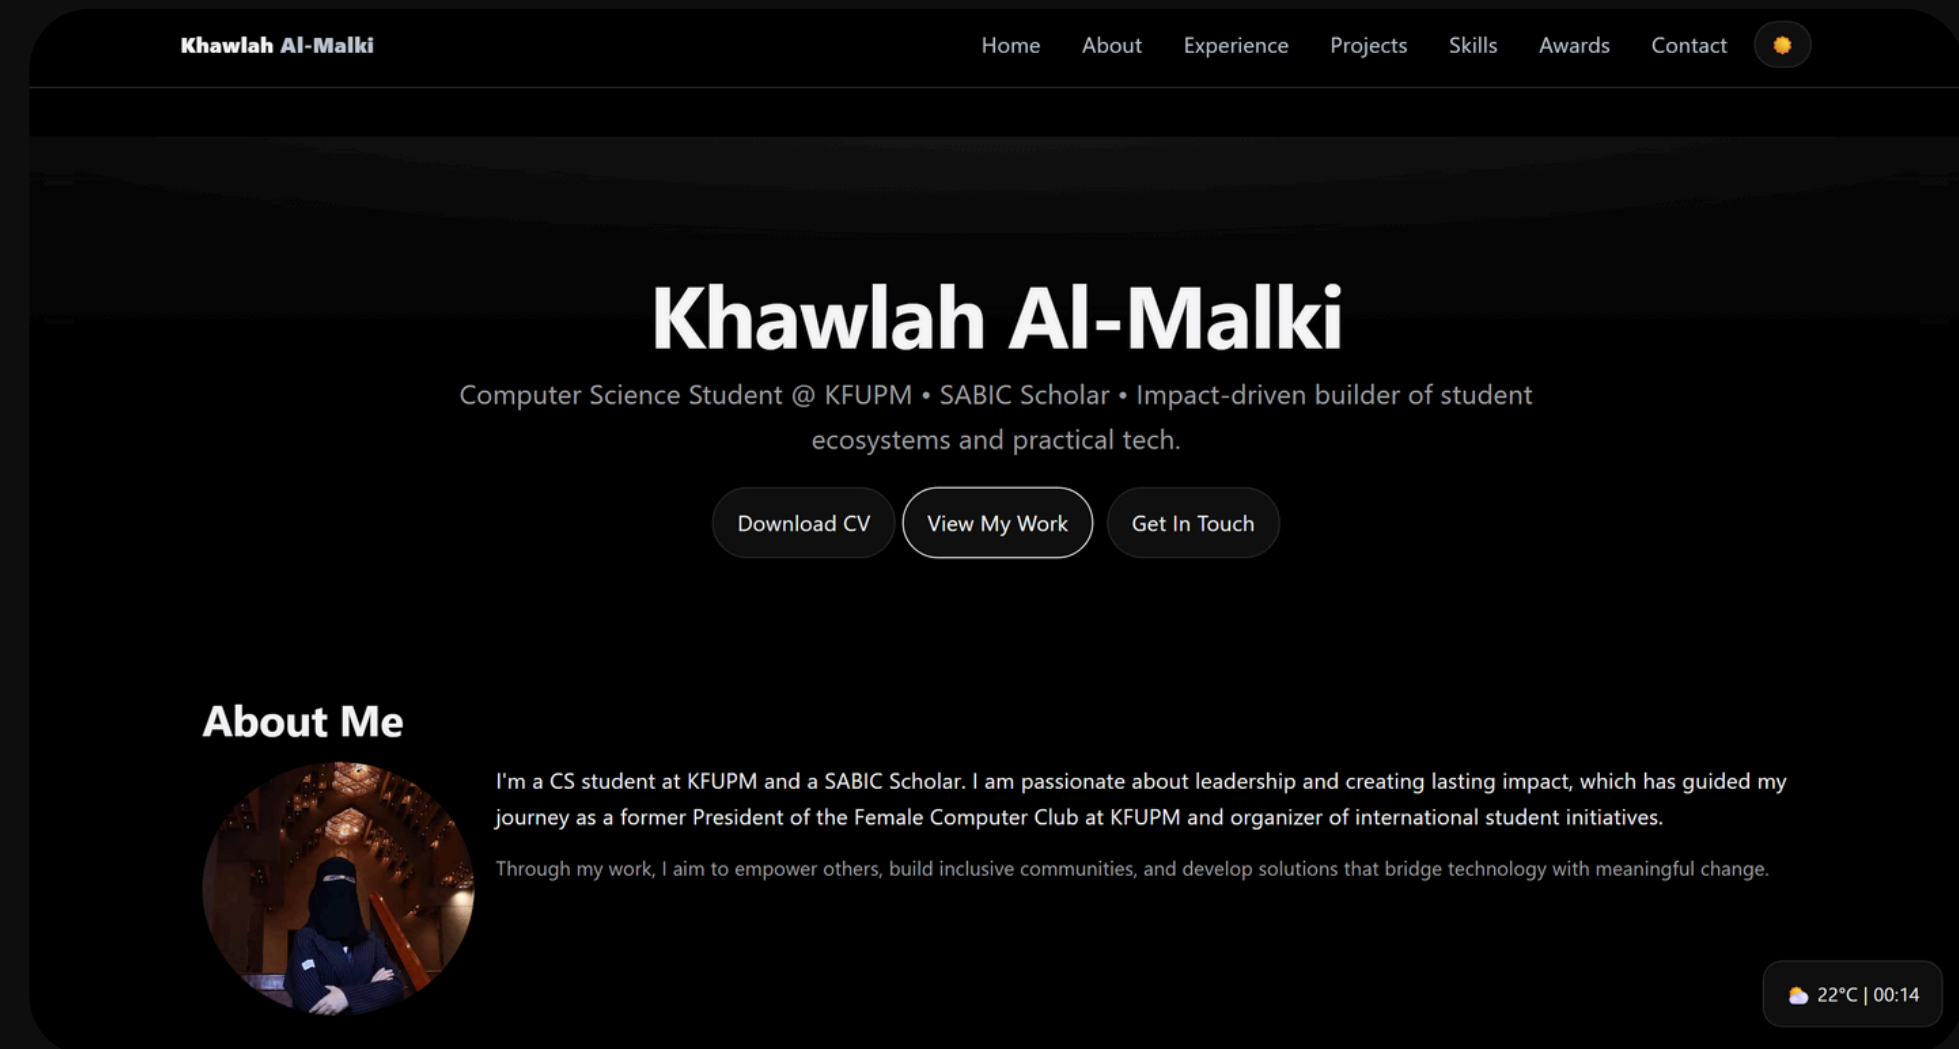 Khawlah Al-Malki
Home About Experience Projects Skills Awards Contact
Khawlah Al-Malki
Computer Science Student @ KFUPM • SABIC Scholar • Impact-driven builder of student
ecosystems and practical tech.
Download CV View My Work Get In Touch
About Me
I'm a CS student at KFUPM and a SABIC Scholar. I am passionate about leadership and creating lasting impact, which has guided my
journey as a former President of the Female Computer Club at KFUPM and organizer of international student initiatives.
Through my work, I aim to empower others, build inclusive communities, and develop solutions that bridge technology with meaningful change.
22°C | 00:14